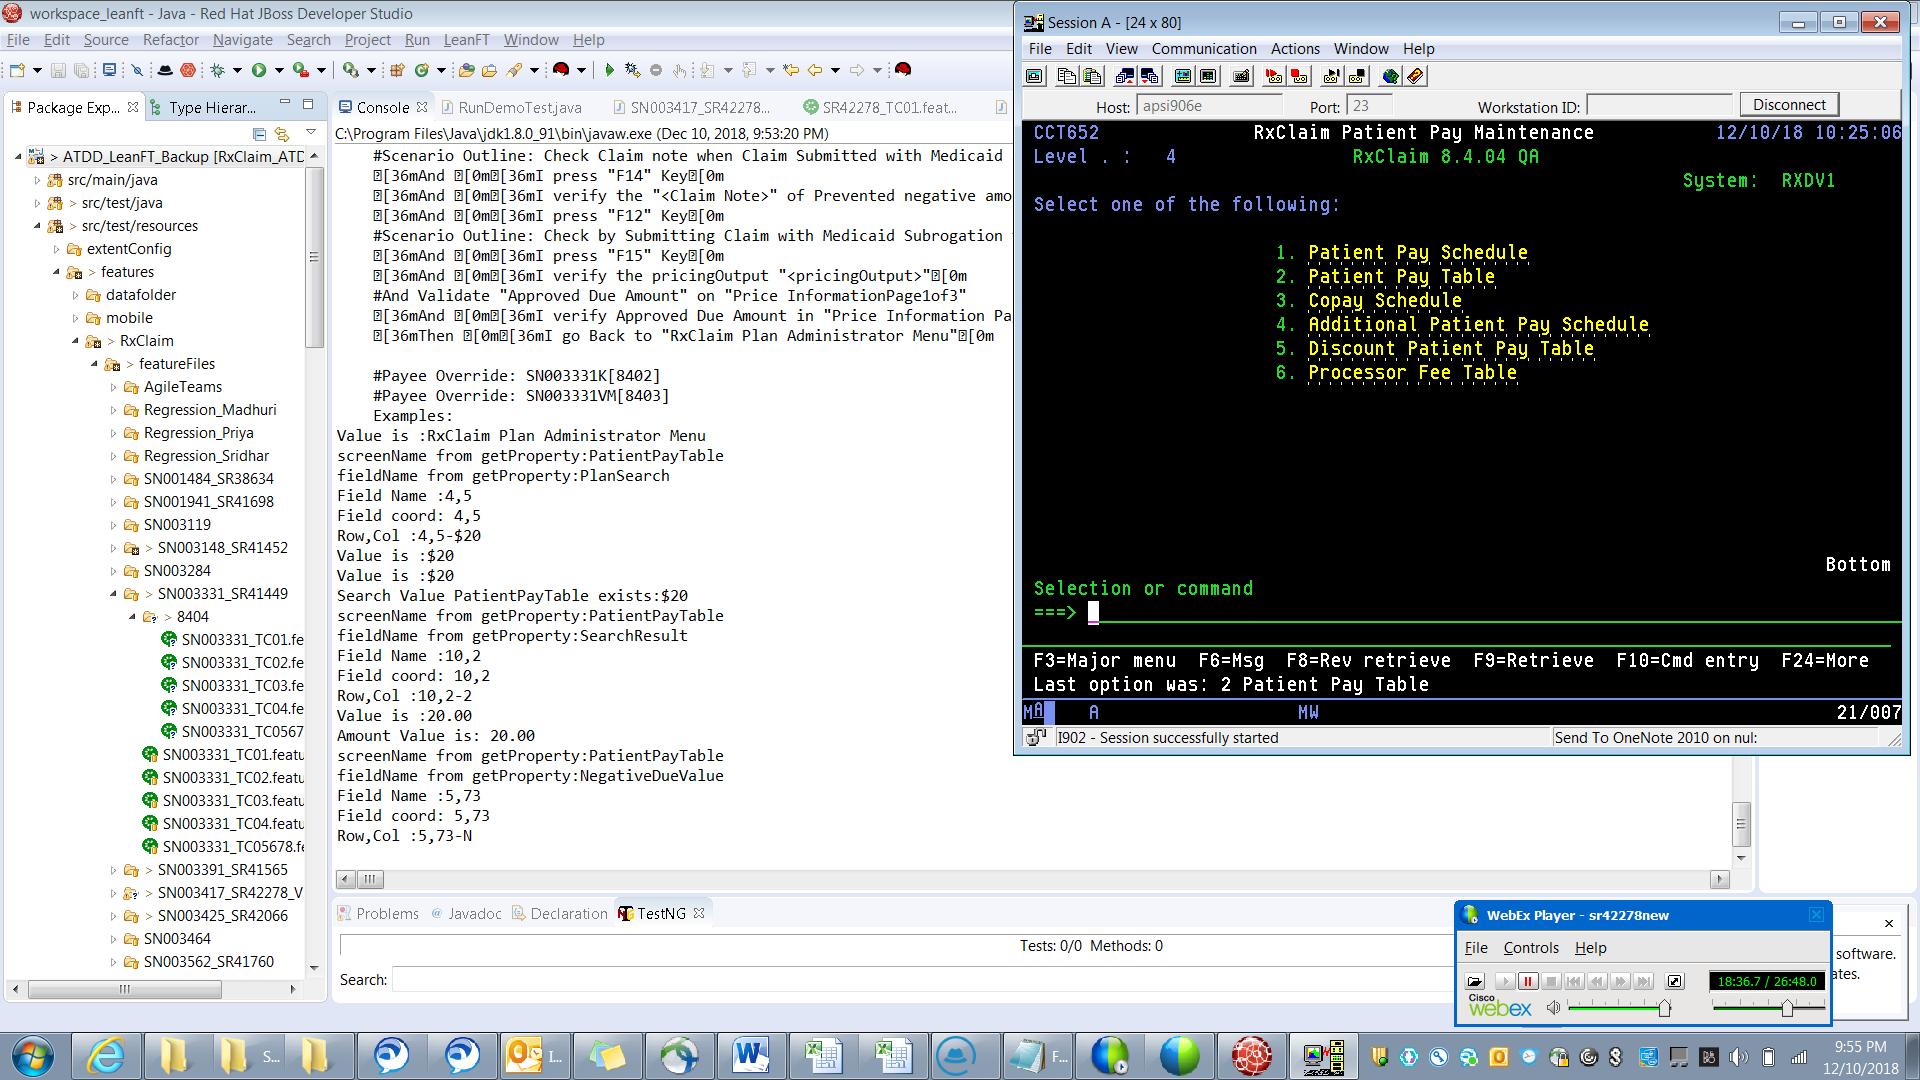 workspace_leanft - Java - Red Hat JBoss Developer Studio
File Edit Source Refactor Navigate Search Project Run LeanFT Window Help
Package Exp... Type Hierar...
ATDD_LeanFT_Backup [RxClaim_ATD
src/main/java
> src/test/java
> src/test/resources
extentConfig
> features
datafolder
mobile
> RxClaim
> featureFiles
AgileTeams
Regression_Madhuri
Regression_Priya
Regression_Sridhar
SN001484_SR38634
SN001941_SR41698
SN003119
> SN003148_SR41452
SN003284
> SN003331_SR41449
> 8404
SN003331_TC01.fe
SN003331_TC02.fe
SN003331_TC03.fe
SN003331_TC04.fe
SN003331_TC0567
SN003331_TC01.featu
SN003331_TC02.featu
SN003331_TC03.featu
SN003331_TC04.featu
SN003331_TC05678.fe
> SN003391_SR41565
> SN003417_SR42278_V
> SN003425_SR42066
SN003464
> SN003562_SR41760
Console RunDemoTest.java SN003417_SR42278... SR42278_TC01.feat...
C:\Program Files\Java\jdk1.8.0_91\bin\javaw.exe (Dec 10, 2018, 9:53:20 PM)
#Scenario Outline: Check Claim note when Claim Submitted with Medicaid
[36mAnd [0m[36mI press "F14" Key[0m
[36mAnd [0m[36mI verify the "<Claim Note>" of Prevented negative amo
[36mAnd [0m[36mI press "F12" Key[0m
#Scenario Outline: Check by Submitting Claim with Medicaid Subrogation
[36mAnd [0m[36mI press "F15" Key[0m
[36mAnd [0m[36mI verify the pricingOutput "<pricingOutput>"[0m
#And Validate "Approved Due Amount" on "Price InformationPage1of3"
[36mAnd [0m[36mI verify Approved Due Amount in "Price Information Pa
[36mThen [0m[36mI go Back to "RxClaim Plan Administrator Menu"[0m
#Payee Override: SN003331K[8402]
#Payee Override: SN003331VM[8403]
Examples:
Value is :RxClaim Plan Administrator Menu
screenName from getProperty:PatientPayTable
fieldName from getProperty:PlanSearch
Field Name :4,5
Field coord: 4,5
Row,Col :4,5-$20
Value is :$20
Value is :$20
Search Value PatientPayTable exists:$20
screenName from getProperty:PatientPayTable
fieldName from getProperty:SearchResult
Field Name :10,2
Field coord: 10,2
Row,Col :10,2-2
Value is :20.00
Amount Value is: 20.00
screenName from getProperty:PatientPayTable
fieldName from getProperty:NegativeDueValue
Field Name :5,73
Field coord: 5,73
Row,Col :5,73-N
Problems @ Javadoc Declaration TestNG
Tests: 0/0 Methods: 0
Search:
Session A - [24 x 80]
File Edit View Communication Actions Window Help
Host: apsi906e Port: 23 Workstation ID: Disconnect
CCT652 RxClaim Patient Pay Maintenance 12/10/18 10:25:06
Level . : 4 RxClaim 8.4.04 QA
System: RXDV1
Select one of the following:
1. Patient Pay Schedule
2. Patient Pay Table
3. Copay Schedule
4. Additional Patient Pay Schedule
5. Discount Patient Pay Table
6. Processor Fee Table
Bottom
Selection or command
===>
F3=Major menu F6=Msg F8=Rev retrieve F9=Retrieve F10=Cmd entry F24=More
Last option was: 2 Patient Pay Table
MA A MW 21/007
I902 - Session successfully started Send To OneNote 2010 on nul:
WebEx Player - sr42278new
File Controls Help
18:36.7 / 26:48.0
Cisco webex
software.
ates.
S... I... F...
9:55 PM
12/10/2018